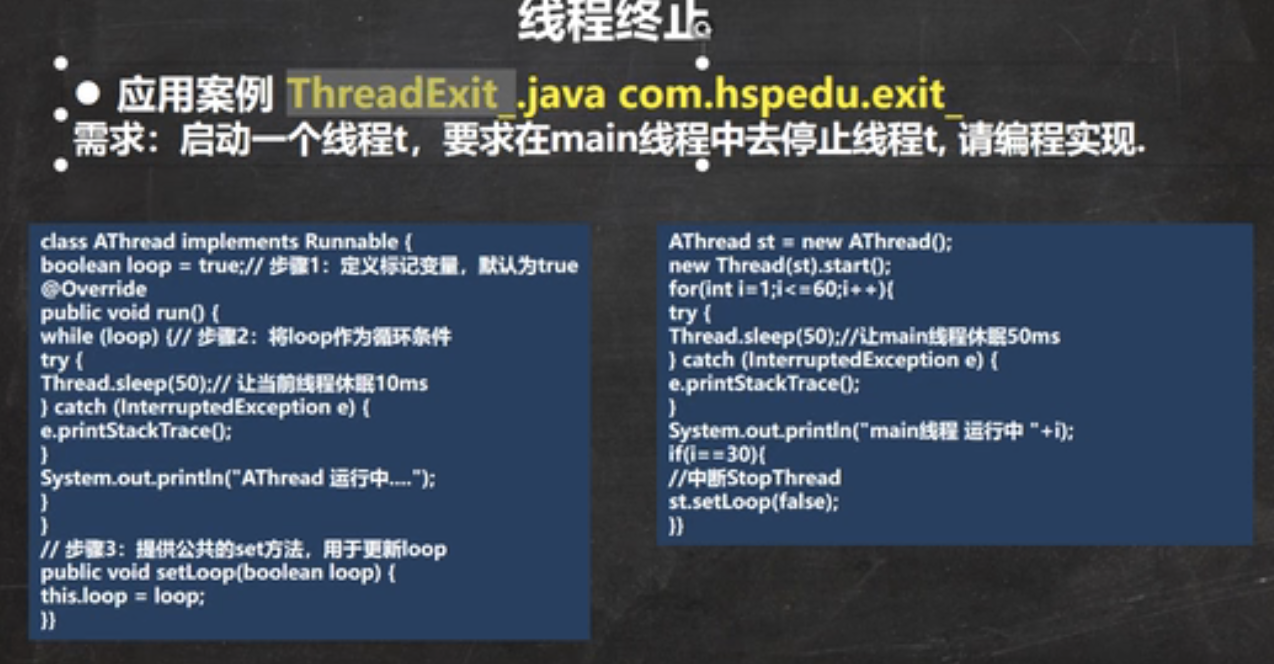 线程终止
● 应用案例 ThreadExit_.java com.hspedu.exit_
需求：启动一个线程t，要求在main线程中去停止线程t, 请编程实现.
class AThread implements Runnable {
boolean loop = true;// 步骤1：定义标记变量，默认为true
@Override
public void run() {
while (loop) {// 步骤2：将loop作为循环条件
try {
Thread.sleep(50);// 让当前线程休眠10ms
} catch (InterruptedException e) {
e.printStackTrace();
}
System.out.println("AThread 运行中....");
}
}
// 步骤3：提供公共的set方法，用于更新loop
public void setLoop(boolean loop) {
this.loop = loop;
}}
AThread st = new AThread();
new Thread(st).start();
for(int i=1;i<=60;i++){
try {
Thread.sleep(50);//让main线程休眠50ms
} catch (InterruptedException e) {
e.printStackTrace();
}
System.out.println("main线程 运行中 "+i);
if(i==30){
//中断StopThread
st.setLoop(false);
}}